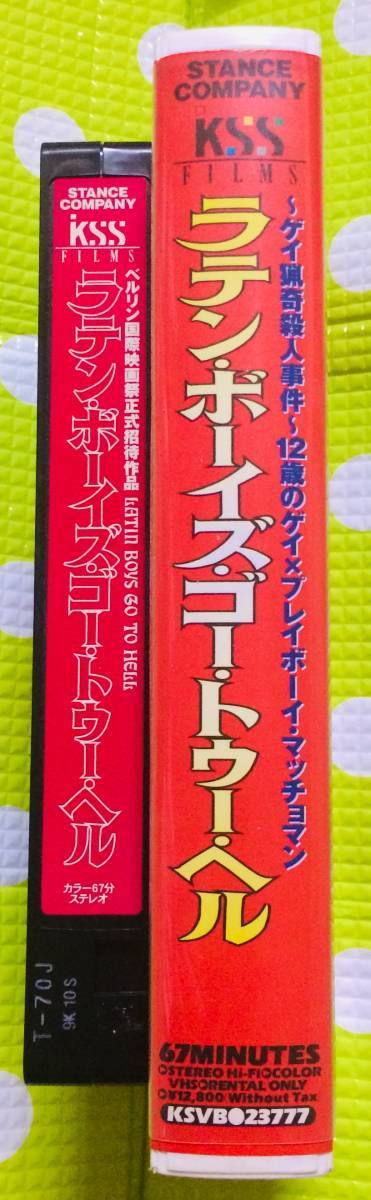 STANCE
COMPANY
KSS
FILMS
ベルリン国際映画祭正式招待作品
LATIN BOYS GO TO HELL
ラテン・ボーイズ・ゴー・トゥー・ヘル
カラー67分
ステレオ
T-70J
9K 10S
STANCE
COMPANY
KSS
FILMS
〜ゲイ猟奇殺人事件〜12歳のゲイ×プレイボーイ・マッチョマン
ラテン・ボーイズ・ゴー・トゥー・ヘル
67MINUTES
STEREO Hi-Fi COLOR
VHS RENTAL ONLY
¥12,800 Without Tax
KSVB●23777